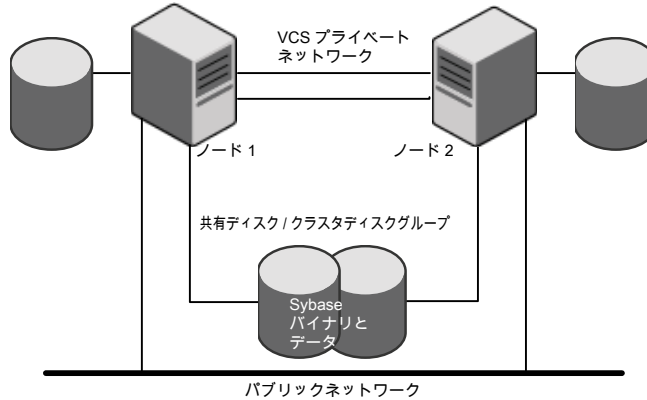 VCS プライベート
ネットワーク
ノード 1
ノード 2
共有ディスク / クラスタディスクグループ
Sybase
バイナリと
データ
パブリックネットワーク